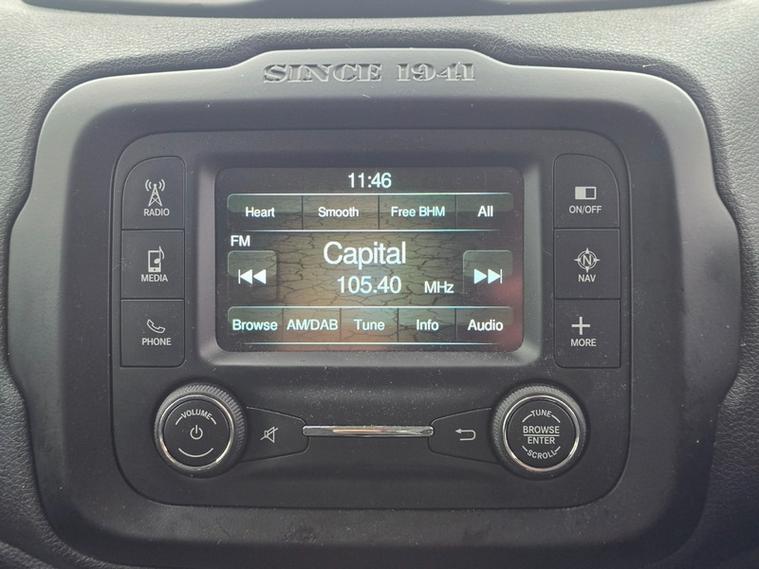 SINCE 1941
11:46
Heart Smooth Free BHM All
FM
Capital
105.40 MHz
Browse AM/DAB Tune Info Audio
RADIO
MEDIA
PHONE
ON/OFF
N
NAV
MORE
VOLUME
TUNE
BROWSE
ENTER
SCROLL